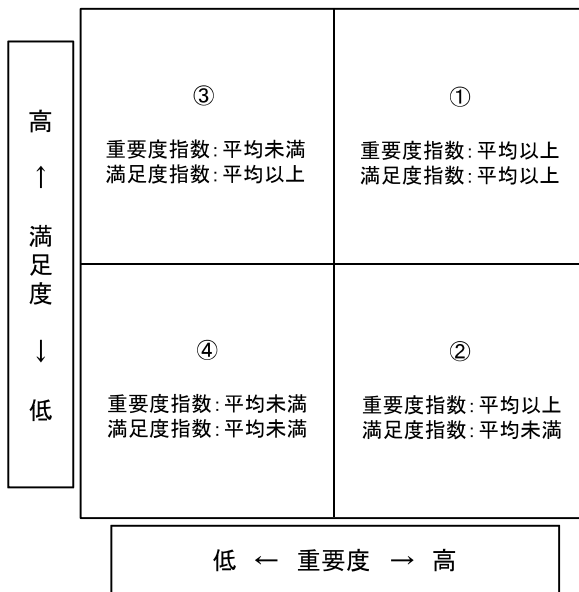 高 ↑ 満足度 ↓ 低
③
重要度指数：平均未満
満足度指数：平均以上
①
重要度指数：平均以上
満足度指数：平均以上
④
重要度指数：平均未満
満足度指数：平均未満
②
重要度指数：平均以上
満足度指数：平均未満
低 ← 重要度 → 高